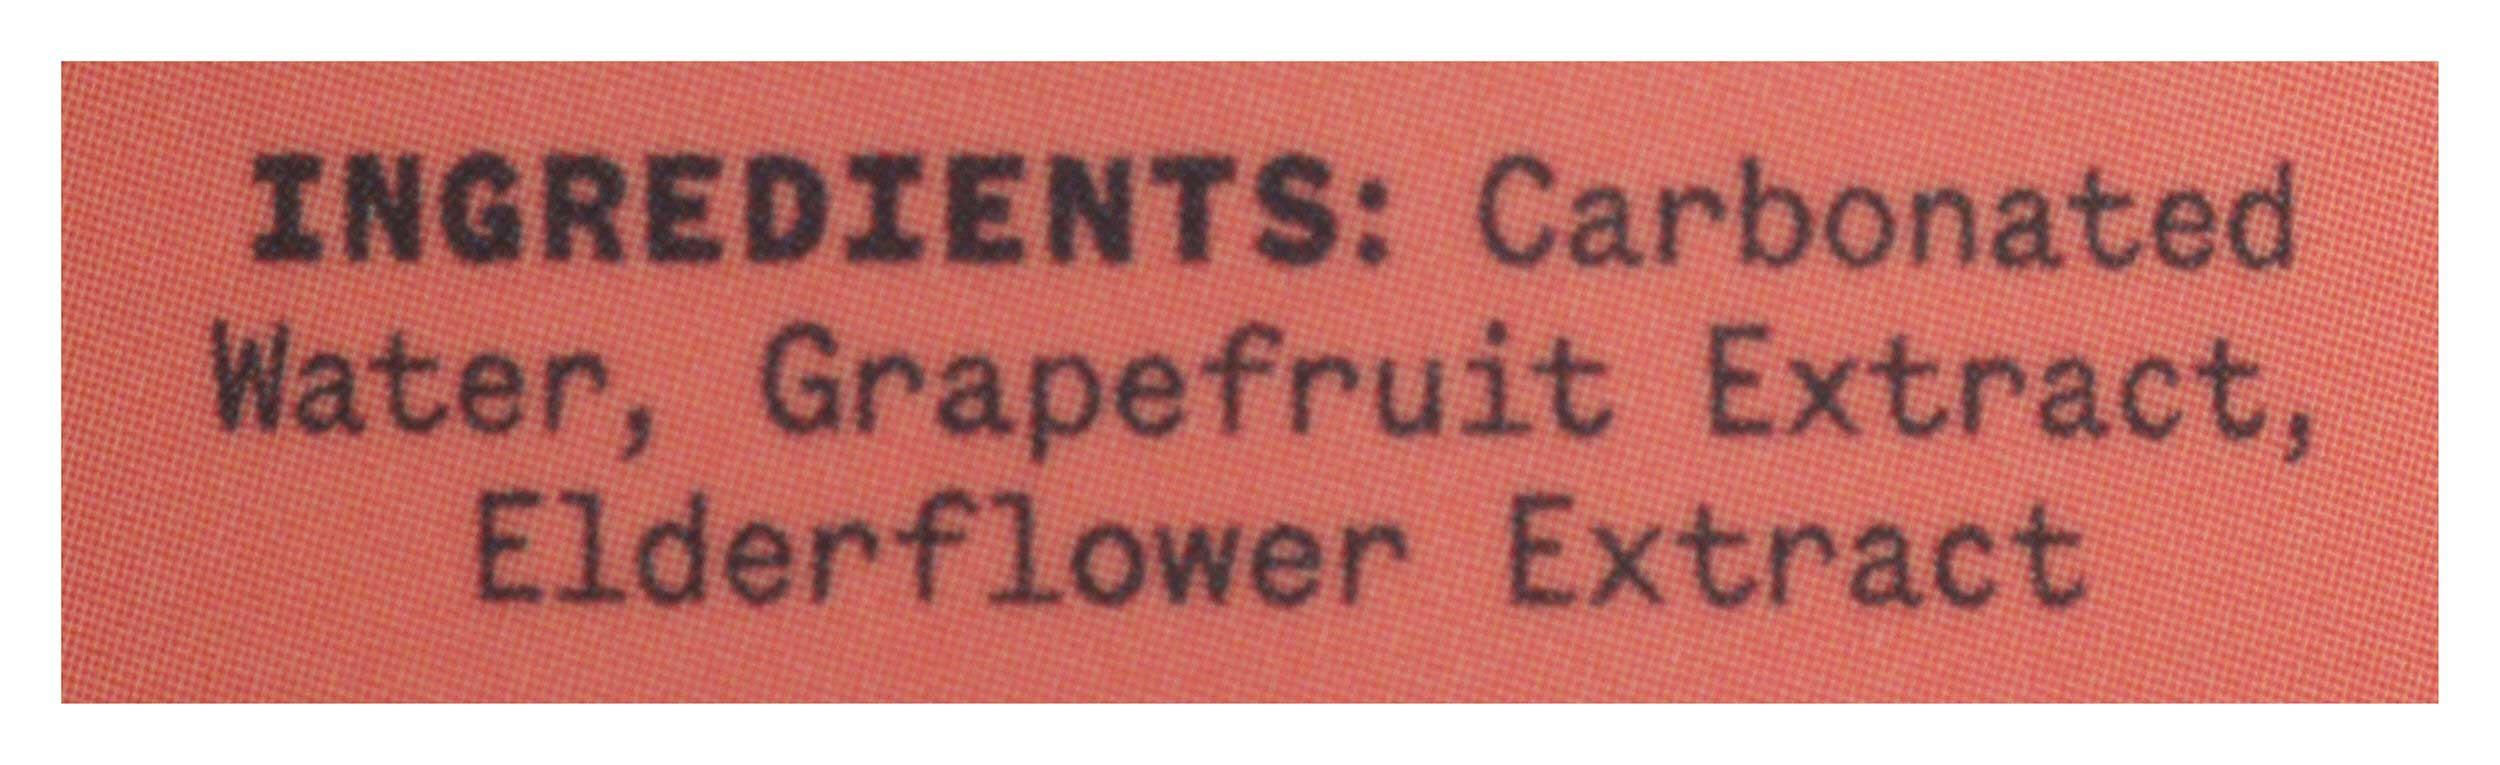 INGREDIENTS: Carbonated
Water, Grapefruit Extract,
Elderflower Extract